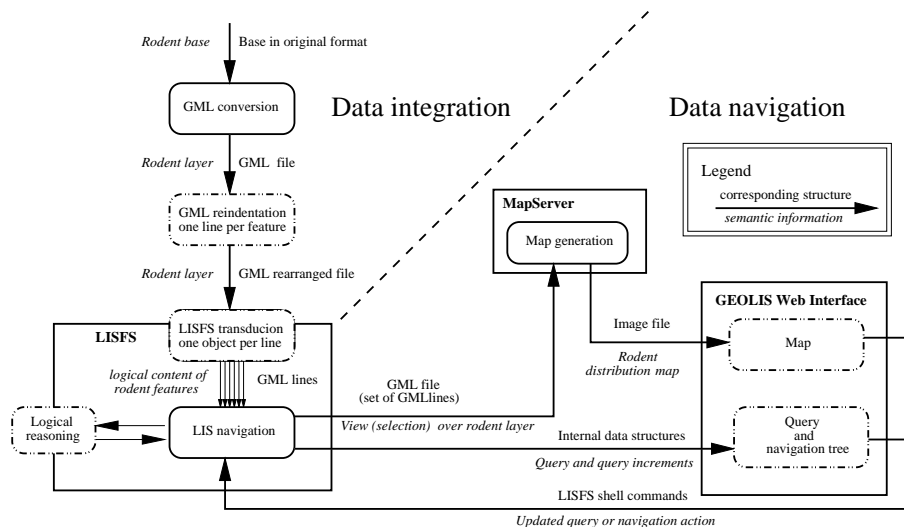 Rodent base
Base in original format
GML conversion
Data integration
Data navigation
Rodent layer
GML file
Legend
corresponding structure
semantic information
GML reindentation
one line per feature
MapServer
Map generation
Rodent layer
GML rearranged file
GEOLIS Web Interface
LISFS
LISFS transducion
one object per line
Image file
Map
Rodent
distribution map
logical content of
rodent features
GML lines
GML file
(set of GMLlines)
Logical
reasoning
LIS navigation
View (selection) over rodent layer
Internal data structures
Query
and
navigation tree
Query and query increments
LISFS shell commands
Updated query or navigation action